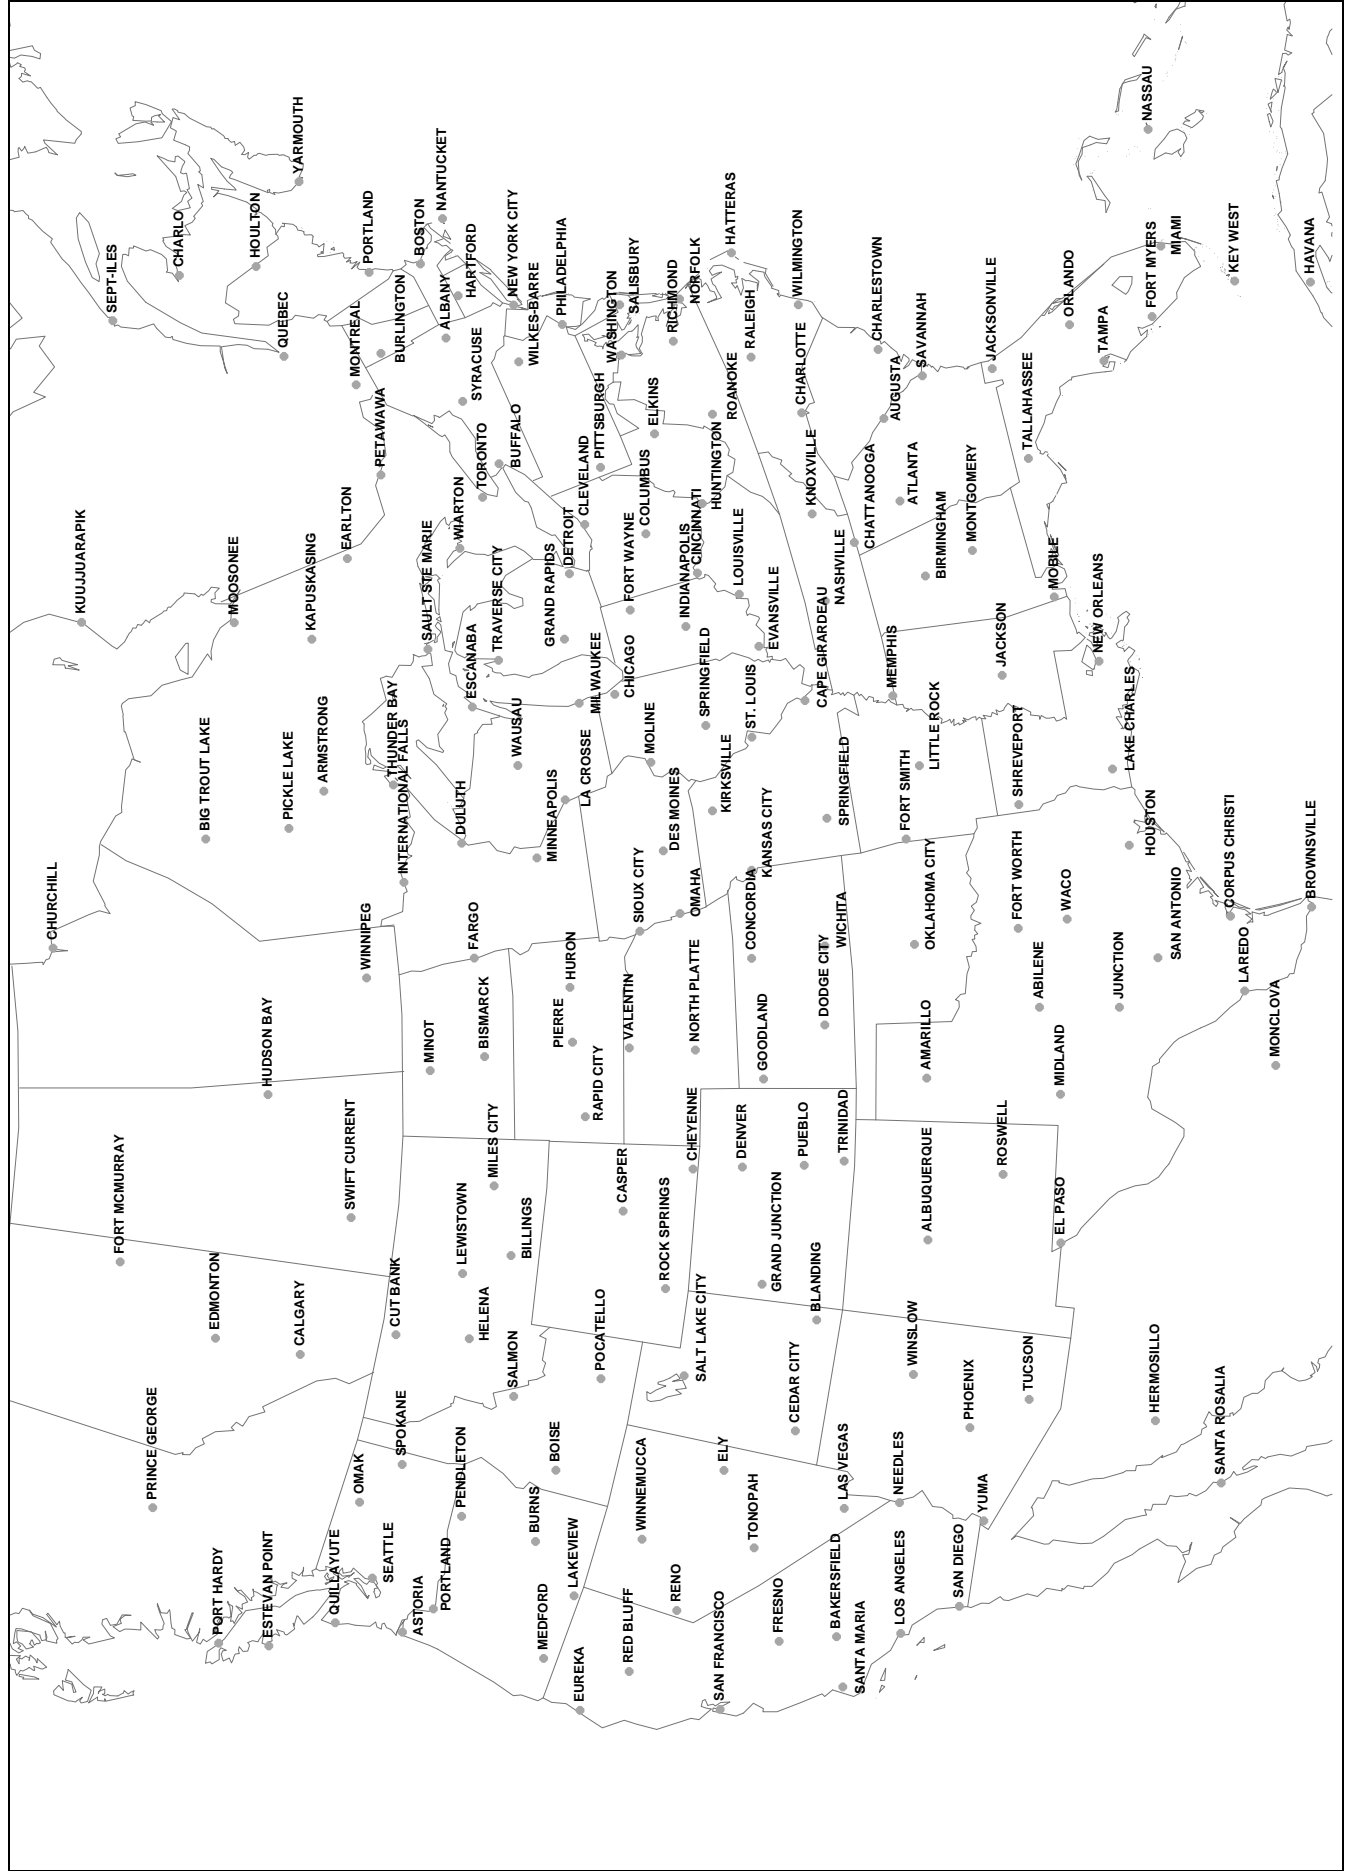 CHURCHILL
KUUJJUARAPIK
SEPT-ILES
FORT MCMURRAY
PRINCE GEORGE
CHARLO
BIG TROUT LAKE
EDMONTON
PORT HARDY
MOOSONEE
HOULTON
HUDSON BAY
ESTEVAN POINT
QUEBEC
PICKLE LAKE
CALGARY
YARMOUTH
KAPUSKASING
ARMSTRONG
QUILLAYUTE
EARLTON
SWIFT CURRENT
MONTREAL
WINNIPEG
OMAK
PORTLAND
PETAWAWA
SEATTLE
BURLINGTON
THUNDER BAY
INTERNATIONAL FALLS
CUT BANK
SPOKANE
ASTORIA
BOSTON
SAULT STE MARIE
MINOT
PORTLAND
NANTUCKET
ALBANY
WIARTON
DULUTH
LEWISTOWN
PENDLETON
HARTFORD
SYRACUSE
ESCANABA
FARGO
HELENA
TORONTO
BISMARCK
MILES CITY
TRAVERSE CITY
BUFFALO
NEW YORK CITY
WILKES-BARRE
WAUSAU
BILLINGS
SALMON
MINNEAPOLIS
BURNS
MEDFORD
BOISE
PHILADELPHIA
GRAND RAPIDS
DETROIT
LA CROSSE
HURON
PIERRE
LAKEVIEW
EUREKA
CLEVELAND
MILWAUKEE
RAPID CITY
PITTSBURGH
POCATELLO
WASHINGTON
SALISBURY
CHICAGO
CASPER
FORT WAYNE
VALENTIN
RED BLUFF
COLUMBUS
SIOUX CITY
WINNEMUCCA
ELKINS
MOLINE
ROCK SPRINGS
DES MOINES
RICHMOND
NORFOLK
RENO
OMAHA
INDIANAPOLIS
SALT LAKE CITY
CHEYENNE
NORTH PLATTE
CINCINNATI
HUNTINGTON
SPRINGFIELD
KIRKSVILLE
ROANOKE
SAN FRANCISCO
ELY
HATTERAS
LOUISVILLE
DENVER
RALEIGH
ST. LOUIS
KANSAS CITY
CONCORDIA
TONOPAH
EVANSVILLE
GOODLAND
GRAND JUNCTION
FRESNO
CEDAR CITY
WILMINGTON
CHARLOTTE
PUEBLO
CAPE GIRARDEAU
KNOXVILLE
BLANDING
NASHVILLE
DODGE CITY
WICHITA
SPRINGFIELD
BAKERSFIELD
TRINIDAD
LAS VEGAS
SANTA MARIA
CHATTANOOGA
CHARLESTOWN
AUGUSTA
MEMPHIS
NEEDLES
LOS ANGELES
ATLANTA
FORT SMITH
WINSLOW
OKLAHOMA CITY
LITTLE ROCK
SAVANNAH
BIRMINGHAM
AMARILLO
ALBUQUERQUE
SAN DIEGO
PHOENIX
MONTGOMERY
YUMA
JACKSONVILLE
JACKSON
ROSWELL
SHREVEPORT
FORT WORTH
TALLAHASSEE
TUCSON
ABILENE
MOBILE
MIDLAND
EL PASO
WACO
ORLANDO
NEW ORLEANS
TAMPA
LAKE CHARLES
JUNCTION
HOUSTON
NASSAU
FORT MYERS
MIAMI
HERMOSILLO
SAN ANTONIO
SANTA ROSALIA
CORPUS CHRISTI
KEY WEST
LAREDO
MONCLOVA
HAVANA
BROWNSVILLE